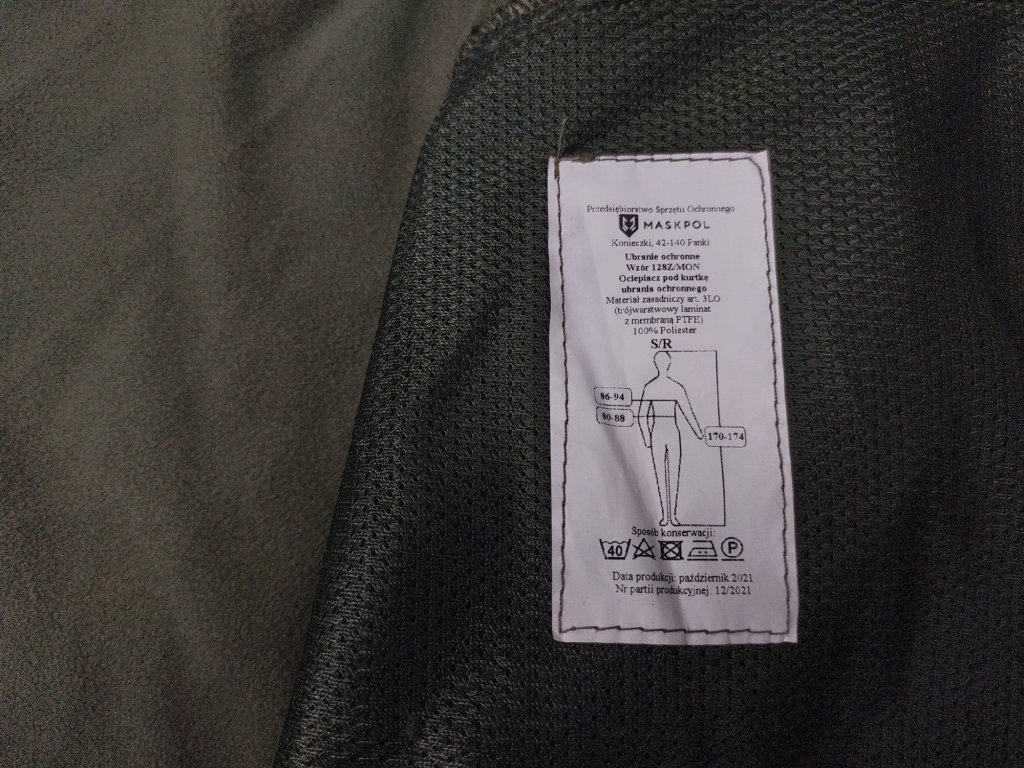 Przedsiębiorstwo Sprzętu Ochronnego
MASKPOL
Konieczki, 42-140 Panki
Ubranie ochronne
Wzór 128Z/MON
Ocieplacz pod kurtkę
ubrania ochronnego
Materiał zasadniczy art. 3LO
(trójwarstwowy laminat
z membraną PTFE)
100% Poliester
S/R
86-94
80-88
170-174
Sposób konserwacji:
40 P
Data produkcji: październik 2021
Nr partii produkcyjnej: 12/2021